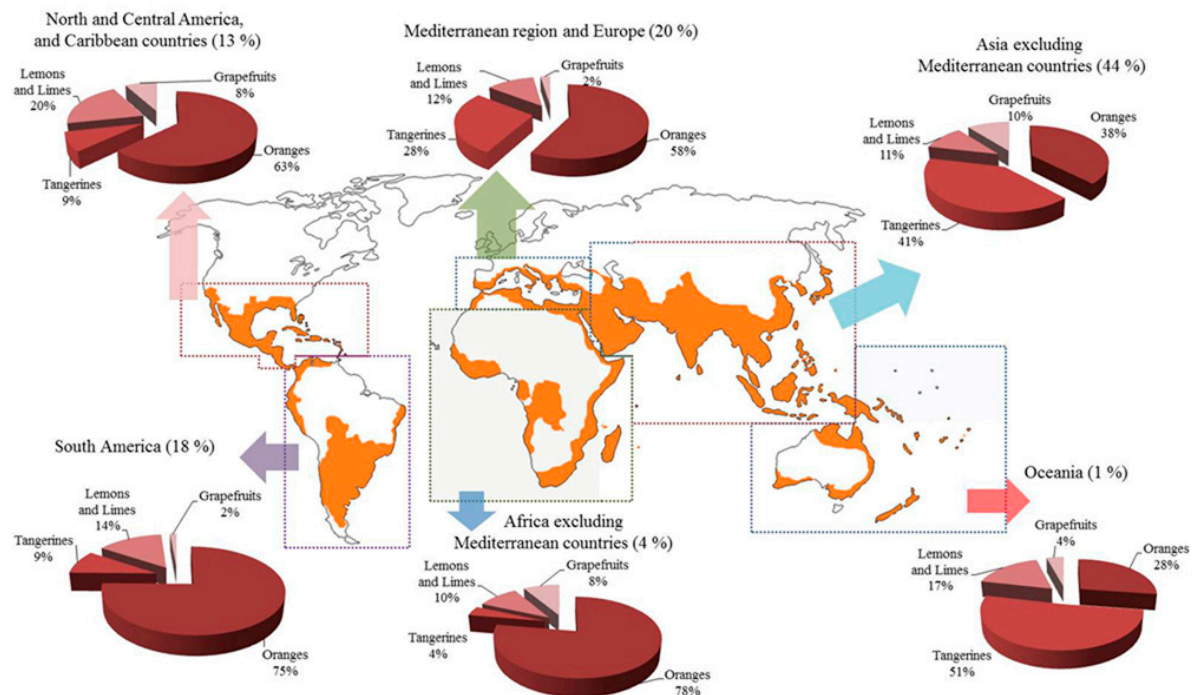 North and Central America,
and Caribbean countries (13 %)
Lemons
and Limes
20%
Grapefruits
8%
Tangerines
9%
Oranges
63%
Mediterranean region and Europe (20 %)
Lemons
and Limes
12%
Grapefruits
2%
Tangerines
28%
Oranges
58%
Asia excluding
Mediterranean countries (44 %)
Grapefruits
10%
Lemons
and Limes
11%
Oranges
38%
Tangerines
41%
South America (18 %)
Lemons
and Limes
14%
Grapefruits
2%
Tangerines
9%
Oranges
75%
Africa excluding
Mediterranean countries (4 %)
Lemons
and Limes
10%
Grapefruits
8%
Tangerines
4%
Oranges
78%
Oceania (1 %)
Grapefruits
4%
Lemons
and Limes
17%
Oranges
28%
Tangerines
51%